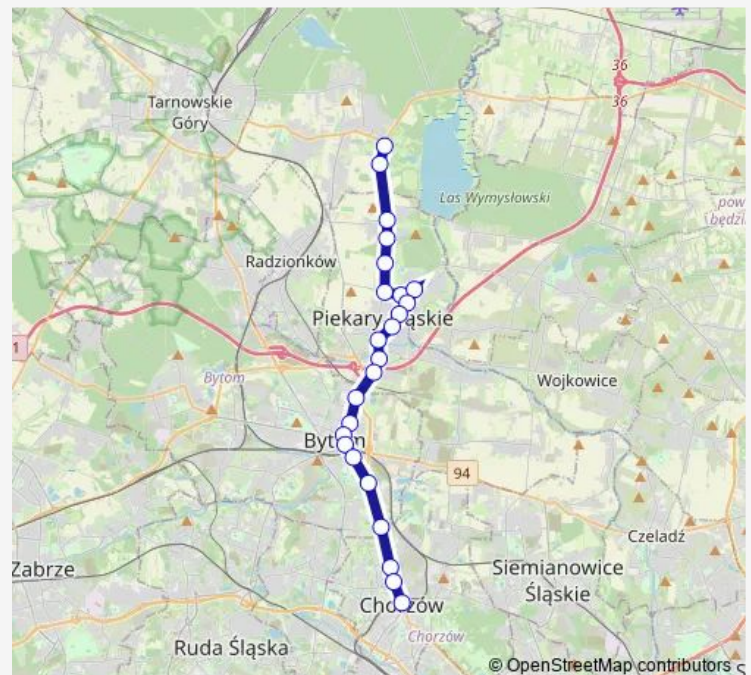 36
36
Tarnowskie
Góry
Las Wymysłowski
pow
będzi
Radzionków
Piekary Śląskie
1
Bytom
Wojkowice
Bytom
94
Czeladź
Zabrze
Siemianowice
Śląskie
Chorzów
Chorzów
Ruda Śląska
© OpenStreetMap contributors
S